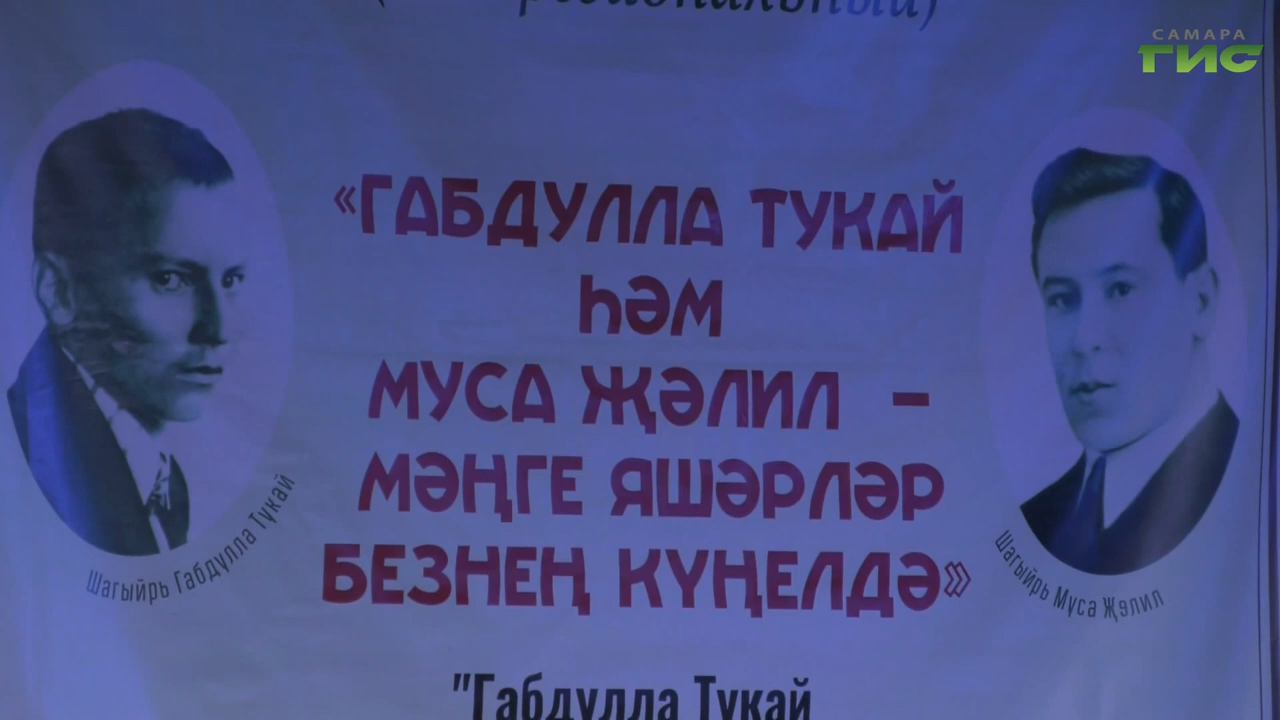 САМАРА
ГИС
«ГАБДУЛЛА ТУКАЙ
ҺӘМ
МУСА ҖӘЛИЛ -
МӘҢГЕ ЯШӘРЛӘР
БЕЗНЕҢ КҮҢЕЛДӘ»
Шагыйрь Габдулла Тукай
Шагыйрь Муса Җәлил
"Габдулла Тукай